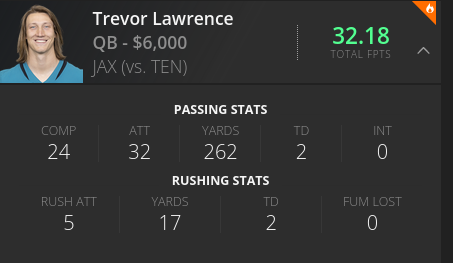 Trevor Lawrence
QB - $6,000
JAX (vs. TEN)
32.18
TOTAL FPTS
PASSING STATS
COMP ATT YARDS TD INT
24 32 262 2 0
RUSHING STATS
RUSH ATT YARDS TD FUM LOST
5 17 2 0